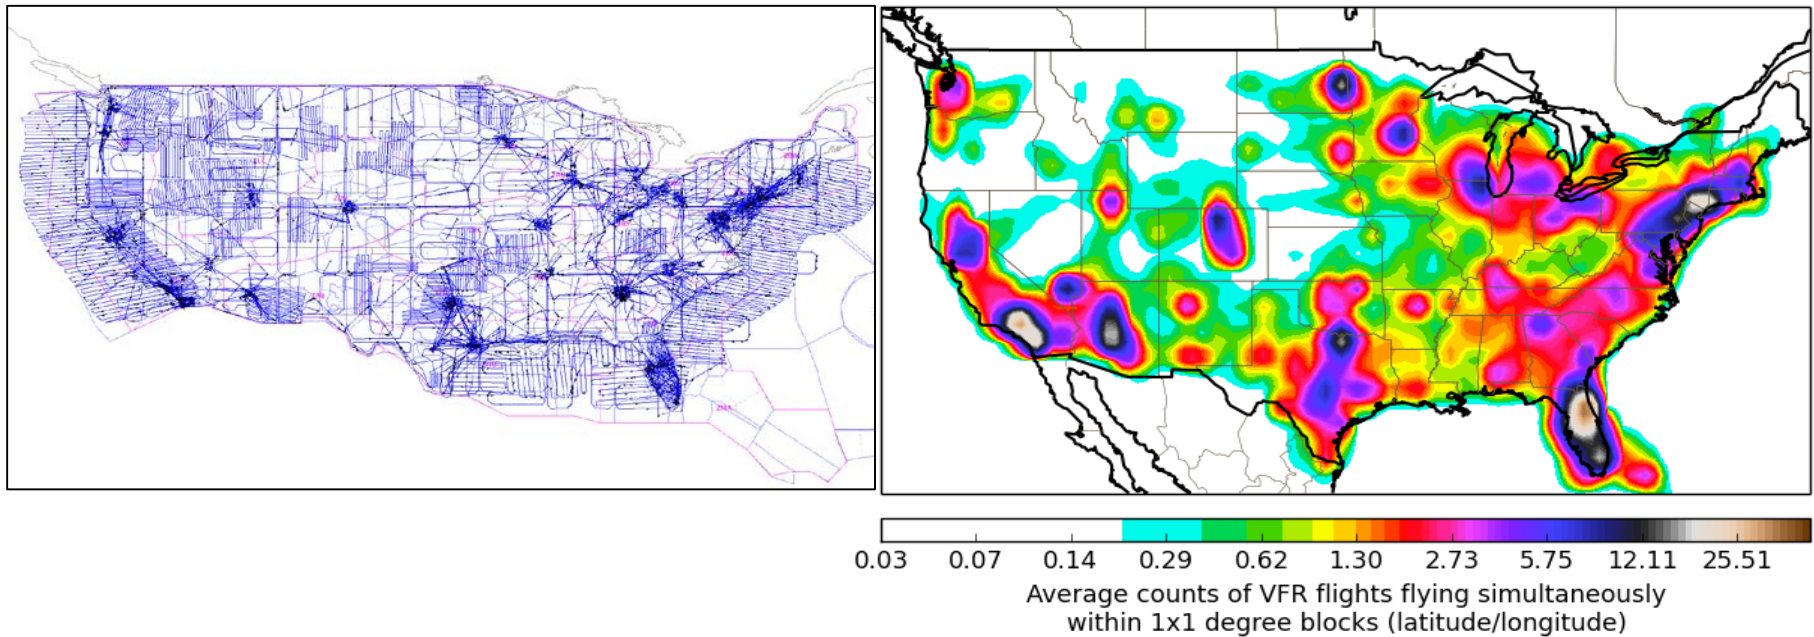 0.03 0.07 0.14 0.29 0.62 1.30 2.73 5.75 12.11 25.51
Average counts of VFR flights flying simultaneously
within 1x1 degree blocks (latitude/longitude)